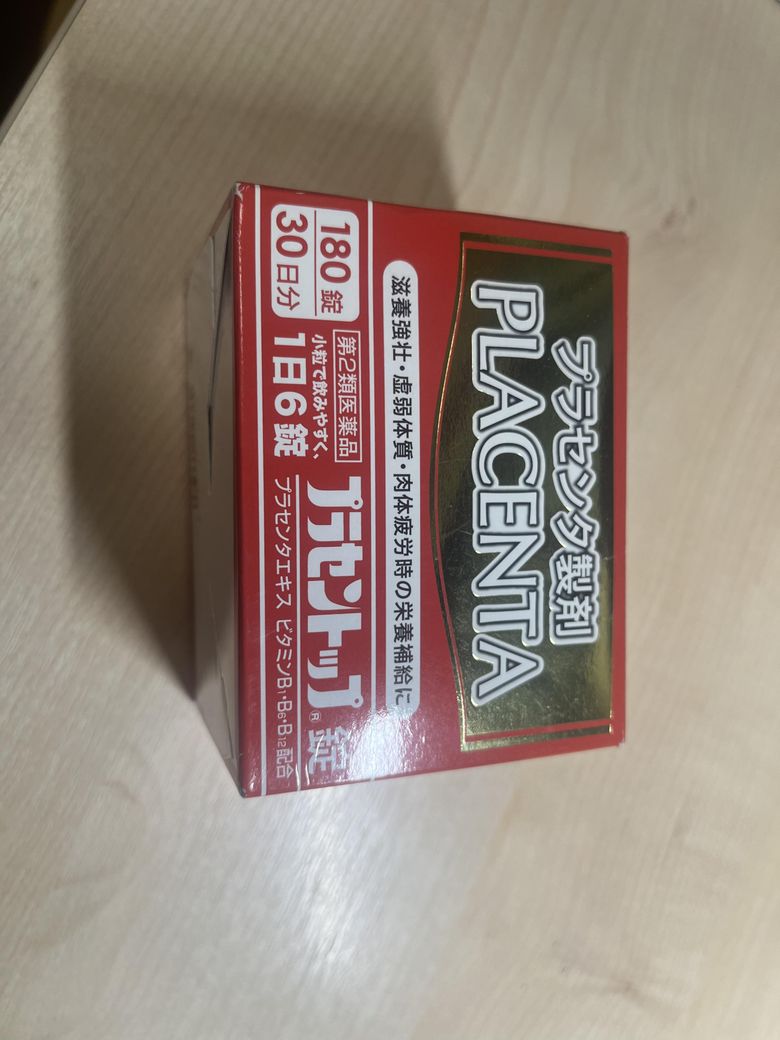 プラセンタ製剤
PLACENTA
滋養強壮・虚弱体質・肉体疲労時の栄養補給に
180錠
30日分
第2類医薬品
小粒で飲みやすく、
1日6錠
プラセントップ®錠
プラセンタエキス ビタミンB1・B6・B12配合